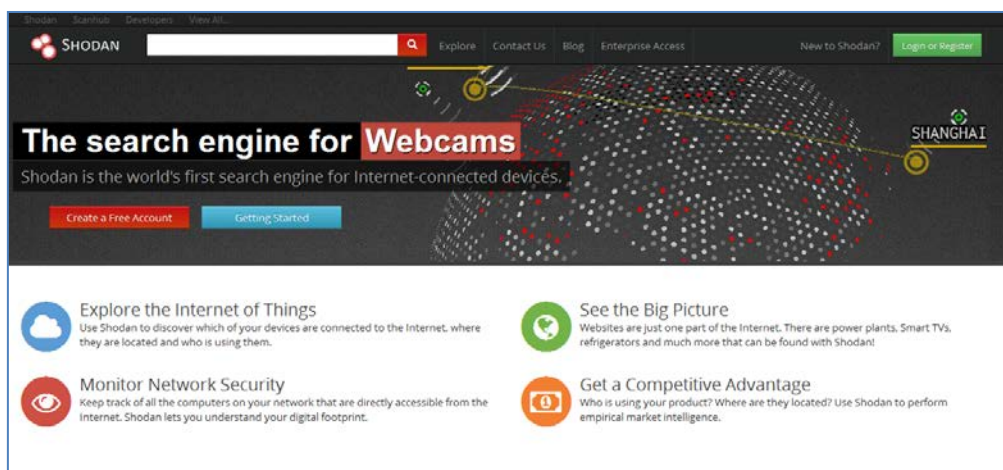 Shodan Scanhub Developers View All...
SHODAN Explore Contact Us Blog Enterprise Access New to Shodan? Login or Register
SHANGHAI
The search engine for Webcams
Shodan is the world's first search engine for Internet-connected devices.
Create a Free Account Getting Started
Explore the Internet of Things
Use Shodan to discover which of your devices are connected to the Internet, where
they are located and who is using them.
See the Big Picture
Websites are just one part of the Internet. There are power plants, Smart TVs,
refrigerators and much more that can be found with Shodan!
Monitor Network Security
Keep track of all the computers on your network that are directly accessible from the
Internet. Shodan lets you understand your digital footprint.
Get a Competitive Advantage
Who is using your product? Where are they located? Use Shodan to perform
empirical market intelligence.